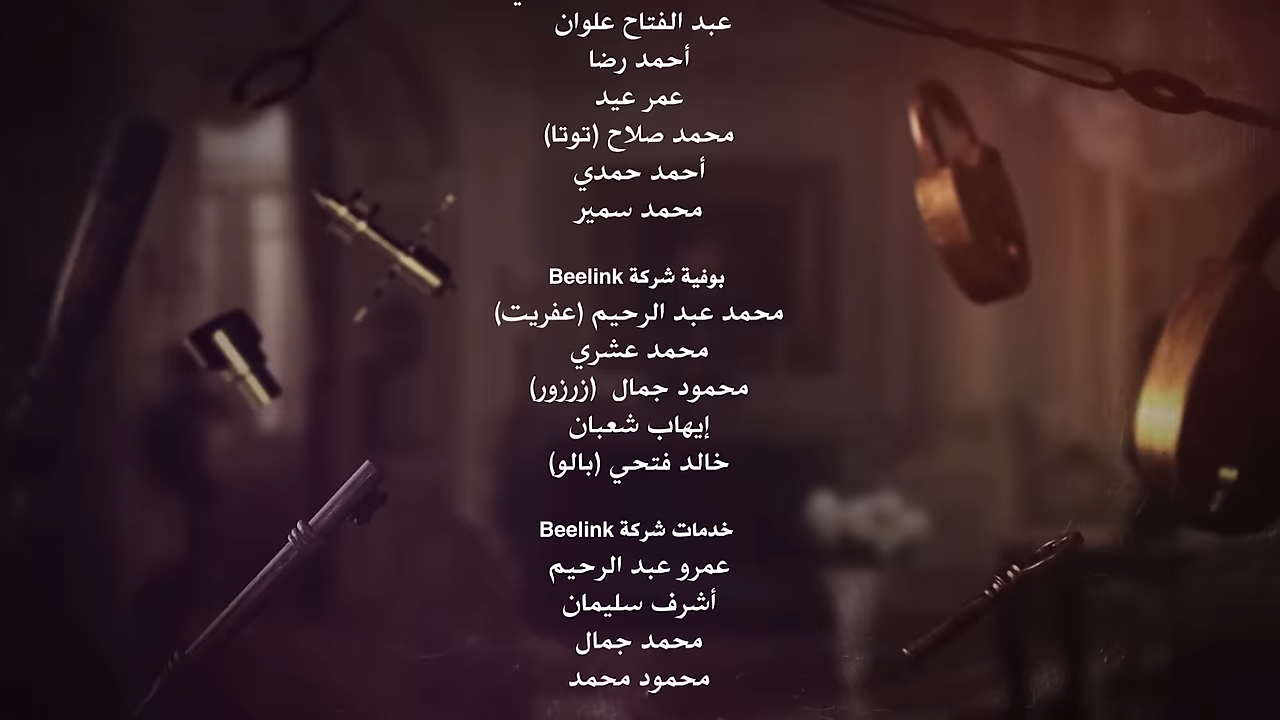 عبد الفتاح علوان
أحمد رضا
عمر عيد
محمد صلاح (توتا)
أحمد حمدي
محمد سمير
بوفية شركة Beelink
محمد عبد الرحيم (عفريت)
محمد عشري
محمود جمال (زرزور)
إيهاب شعبان
خالد فتحي (بالو)
خدمات شركة Beelink
عمرو عبد الرحيم
أشرف سليمان
محمد جمال
محمود محمد